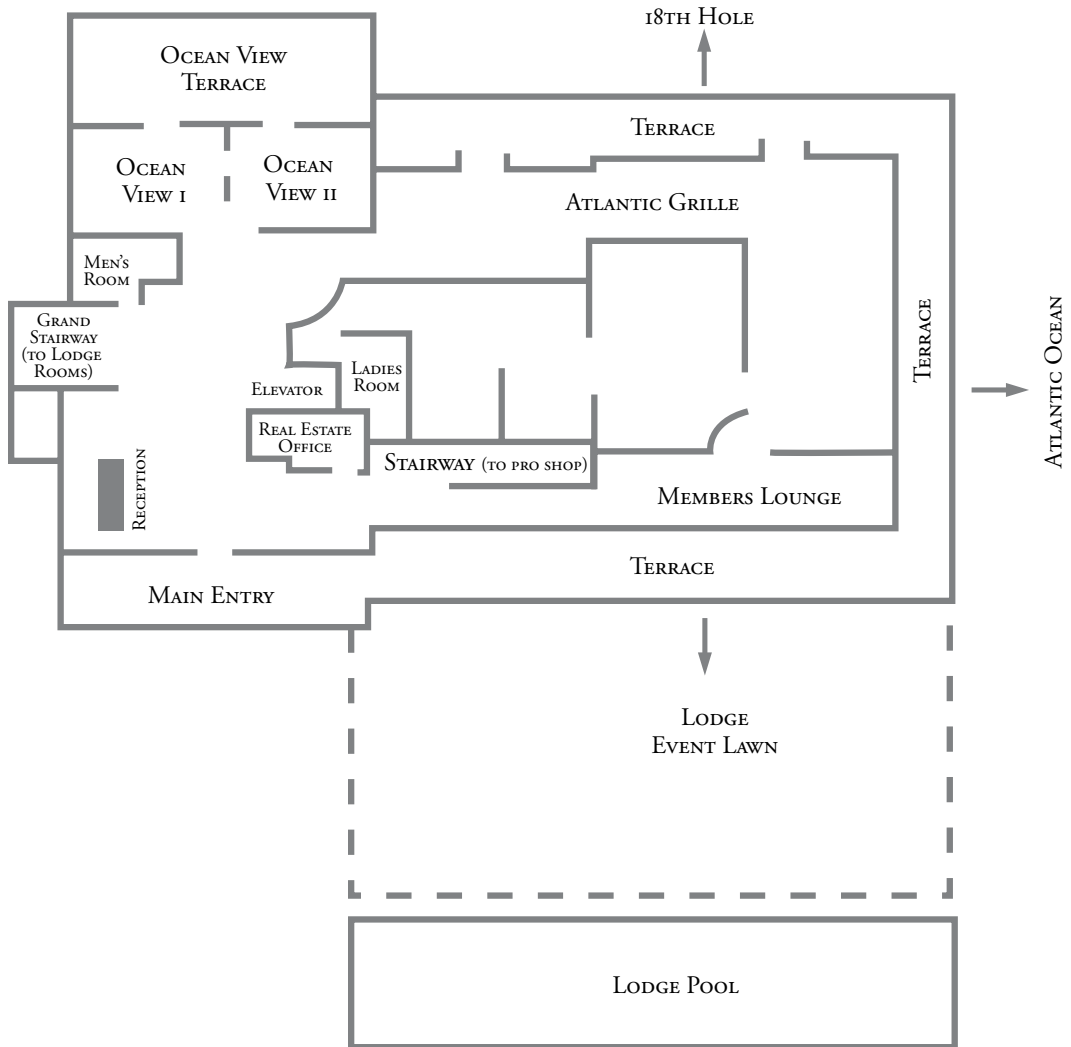 18th Hole
Ocean View
Terrace
Terrace
Ocean
View I
Ocean
View II
Atlantic Grille
Men's
Room
Grand
Stairway
(to Lodge
Rooms)
Terrace
Atlantic Ocean
Elevator
Ladies
Room
Real Estate
Office
Stairway (to pro shop)
Reception
Members Lounge
Terrace
Main Entry
Lodge
Event Lawn
Lodge Pool